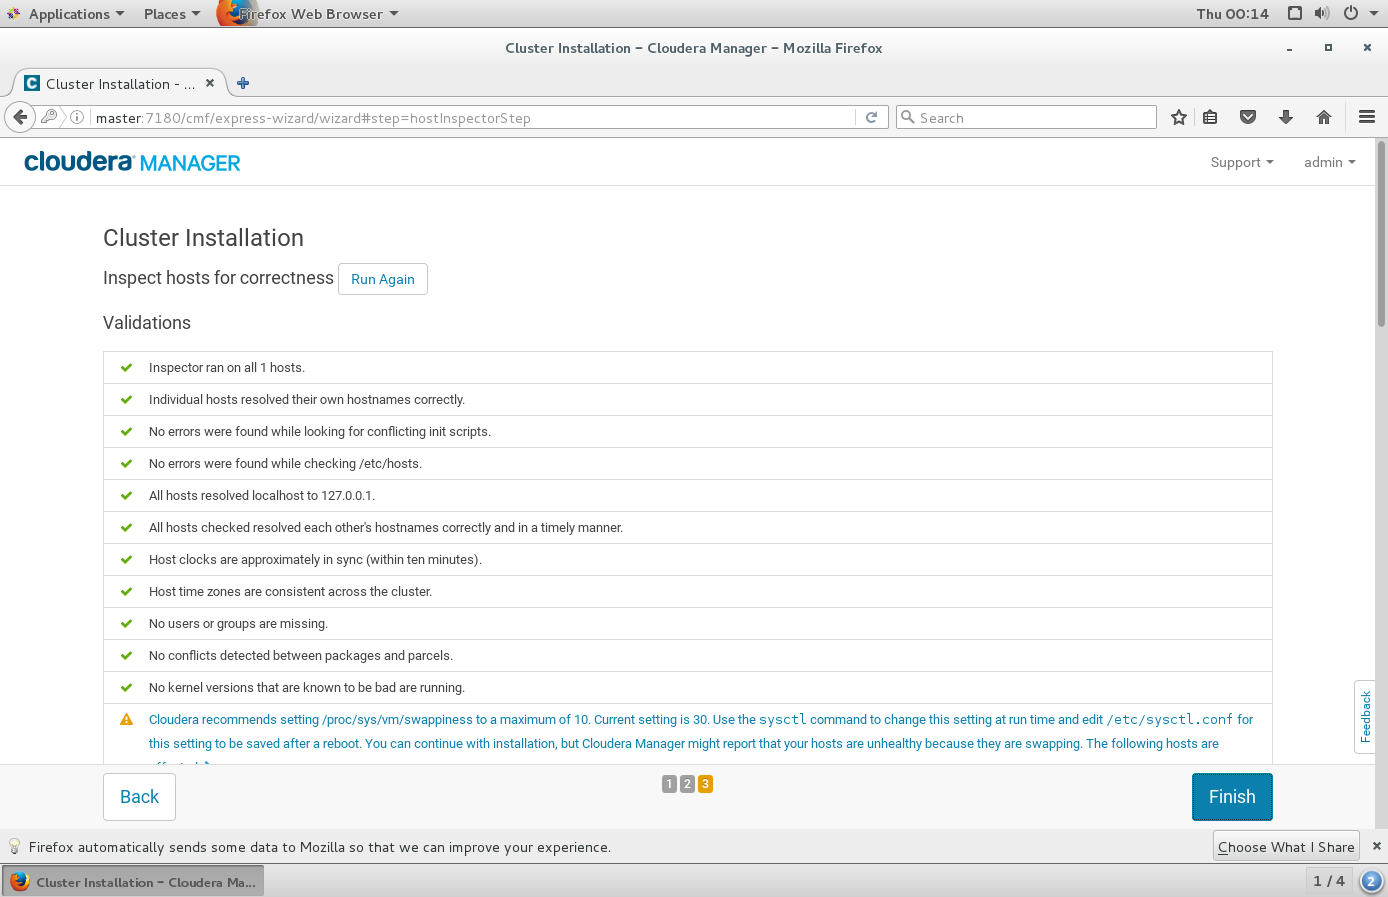 Applications Places Firefox Web Browser Thu 00:14
Cluster Installation - Cloudera Manager - Mozilla Firefox
Cluster Installation - ...
master:7180/cmf/express-wizard/wizard#step=hostInspectorStep Search
cloudera MANAGER Support admin
Cluster Installation
Inspect hosts for correctness Run Again
Validations
Inspector ran on all 1 hosts.
Individual hosts resolved their own hostnames correctly.
No errors were found while looking for conflicting init scripts.
No errors were found while checking /etc/hosts.
All hosts resolved localhost to 127.0.0.1.
All hosts checked resolved each other's hostnames correctly and in a timely manner.
Host clocks are approximately in sync (within ten minutes).
Host time zones are consistent across the cluster.
No users or groups are missing.
No conflicts detected between packages and parcels.
No kernel versions that are known to be bad are running.
Cloudera recommends setting /proc/sys/vm/swappiness to a maximum of 10. Current setting is 30. Use the sysctl command to change this setting at run time and edit /etc/sysctl.conf for
this setting to be saved after a reboot. You can continue with installation, but Cloudera Manager might report that your hosts are unhealthy because they are swapping. The following hosts are
Feedback
Back 1 2 3 Finish
Firefox automatically sends some data to Mozilla so that we can improve your experience. Choose What I Share
Cluster Installation - Cloudera Ma... 1 / 4 2